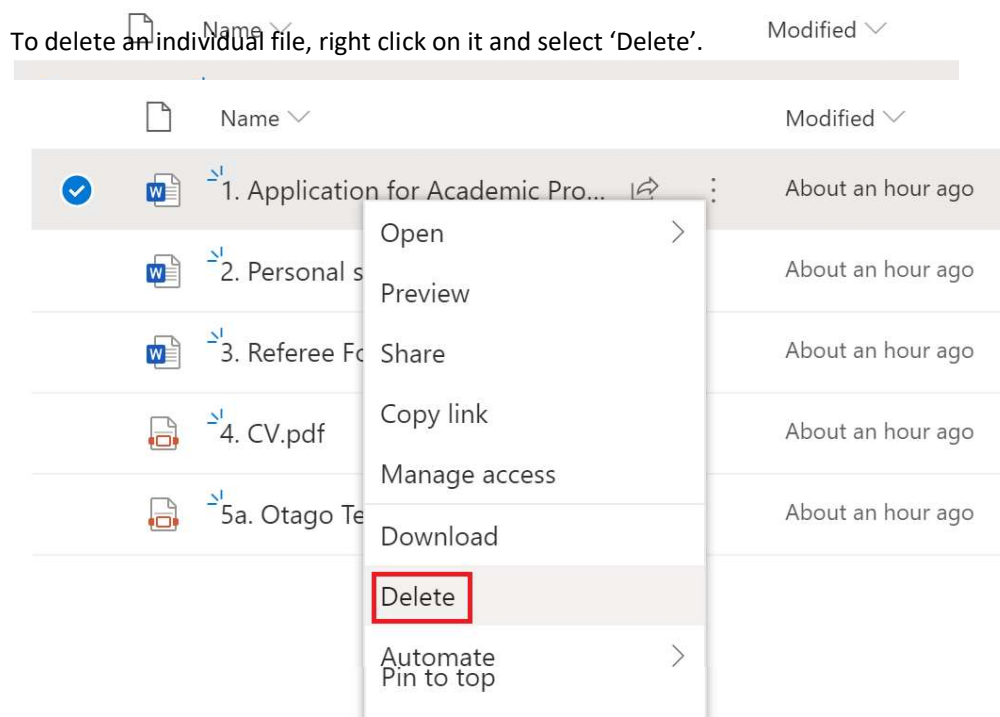 Name Modified
To delete an individual file, right click on it and select ‘Delete’.
Name Modified
1. Application for Academic Pro... About an hour ago
Open
2. Personal s About an hour ago
Preview
3. Referee Fo About an hour ago
Share
Copy link
4. CV.pdf About an hour ago
Manage access
5a. Otago Te About an hour ago
Download
Delete
Automate
Pin to top